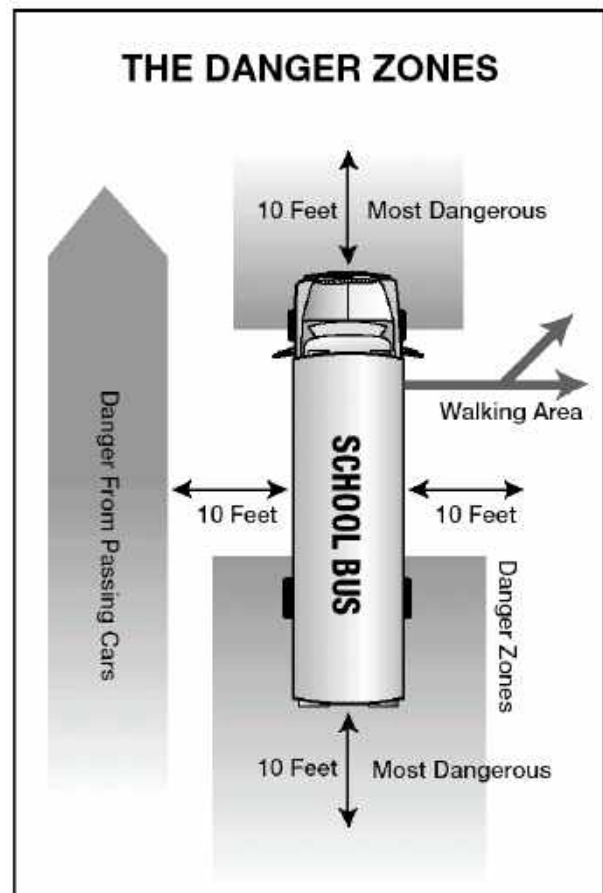 THE DANGER ZONES
10 Feet
Most Dangerous
Walking Area
Danger From Passing Cars
SCHOOL BUS
10 Feet
10 Feet
Danger Zones
10 Feet
Most Dangerous